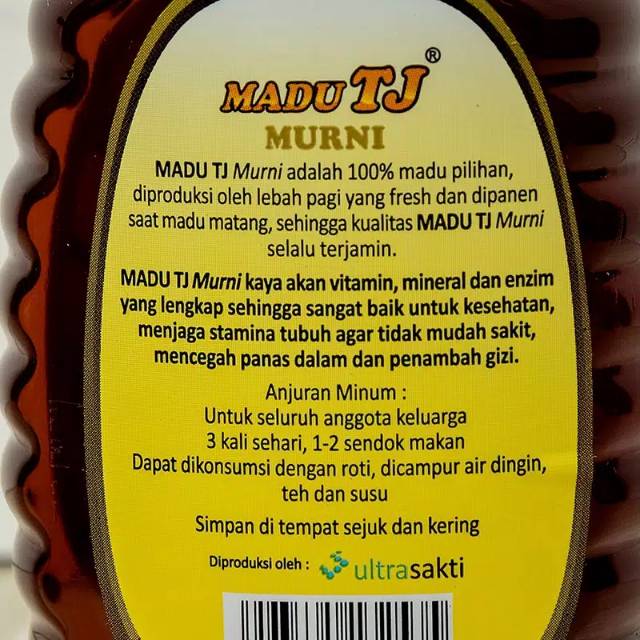 MADU TJ®
MURNI
MADU TJ Murni adalah 100% madu pilihan,
diproduksi oleh lebah pagi yang fresh dan dipanen
saat madu matang, sehingga kualitas MADU TJ Murni
selalu terjamin.
MADU TJ Murni kaya akan vitamin, mineral dan enzim
yang lengkap sehingga sangat baik untuk kesehatan,
menjaga stamina tubuh agar tidak mudah sakit,
mencegah panas dalam dan penambah gizi.
Anjuran Minum :
Untuk seluruh anggota keluarga
3 kali sehari, 1-2 sendok makan
Dapat dikonsumsi dengan roti, dicampur air dingin,
teh dan susu
Simpan di tempat sejuk dan kering
Diproduksi oleh : ultrasakti